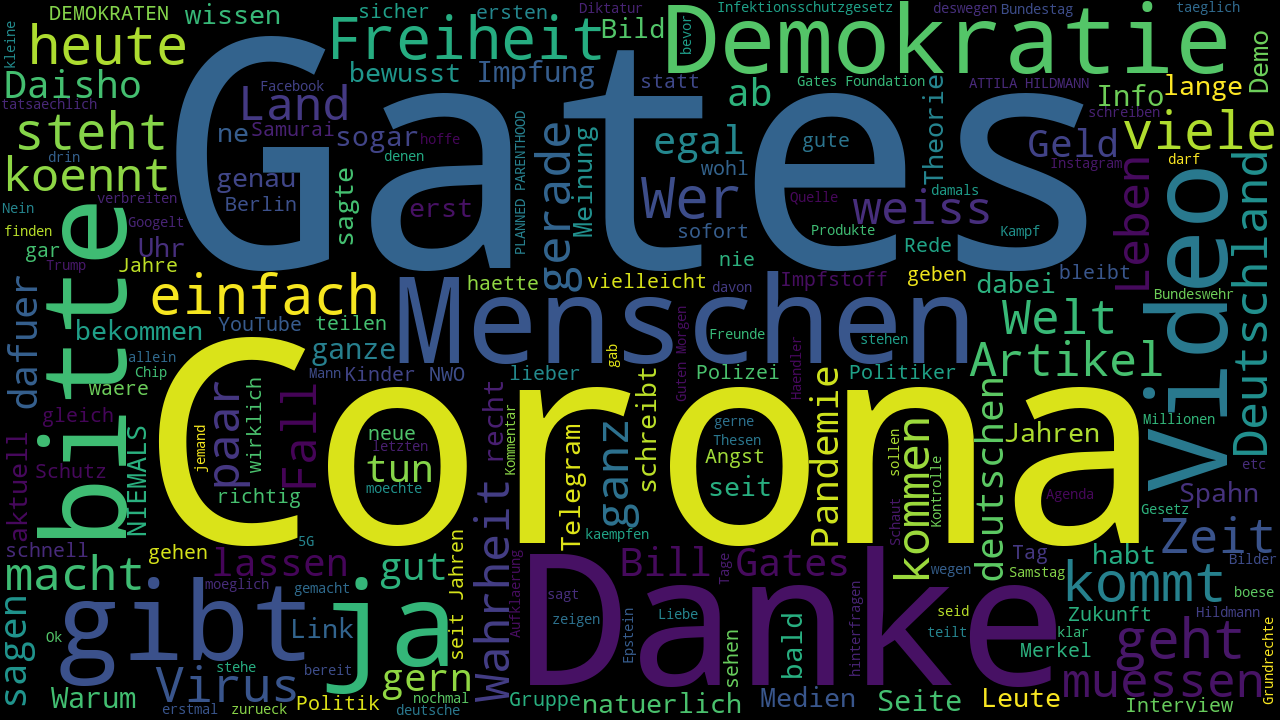 DEMOKRATEN
wissen
sicher
ersten
Diktatur
Infektionsschutzgesetz
deswegen
Bundestag
taeglich
kleine
heute
Freiheit
Bild
bevor
Demokratie
Demo
Daisho
Facebook
Gates
bewusst
Impfung
statt
ab
Gates Foundation
Theorie
ATTILA HILDMANN
Info
lange
tatsaechlich
Land
schreiben
steht
ne
Samurai
sogar
hoffe
PLANNED PARENTHOOD
gerade
Meinung
egal
gute
Geld
viele
drin
koennt
denen
genau
sagte
wohl
Wer
damals
Instagram
darf
Leben
Deutschland
verbreiten
Berlin
erst
Quelle
weiss
Nein
Googelt
finden
bitte
sofort
Produkte
Kampf
Rede
gar
Uhr
nie
Video
Trump
Jahre
haette
vielleicht
davon
Impfstoff
geben
dabei
bleibt
dafuer
einfach
Menschen
Bundeswehr
bekommen
YouTube
teilen
Guten Morgen
Freunde
stehen
Welt
ganze
gab
Haendler
Artikel
allein
Chip
Mann
Kinder
NWO
lieber
Polizei
Politiker
waere
Corona
paar
wirklich
Fall
recht
Kommentar
schreibt
Pandemie
deutschen
gleich
jemand
neue
letzten
Telegram
ganz
gerne
Thesen
Angst
sollen
kommen
Jahren
Millionen
aktuell
NIEMALS
tun
etc
Schutz
moechte
seit
Kontrolle
Agenda
Spahn
richtig
schaut
Gesetz
schnell
gehen
5G
kaempfen
Zeit
macht
lassen
gut
Wahrheit
Bill Gates
Tage
wegen
Tag
habt
Bilder
moeglich
gemacht
seit Jahren
Aufklaerung
Danke
Samstag
kommt
boese
sagen
gibt
ja
sagt
hinterfragen
seid
Zukunft
Hildmann
Link
zeigen
Epstein
Liebe
bald
Ok
teilt
klar
geht
Grundrechte
sehen
Merkel
stehe
bereit
gern
Virus
muessen
Warum
nochmal
Gruppe
natuerlich
Medien
Seite
Leute
Interview
erstmal
zurueck
Politik
deutsche